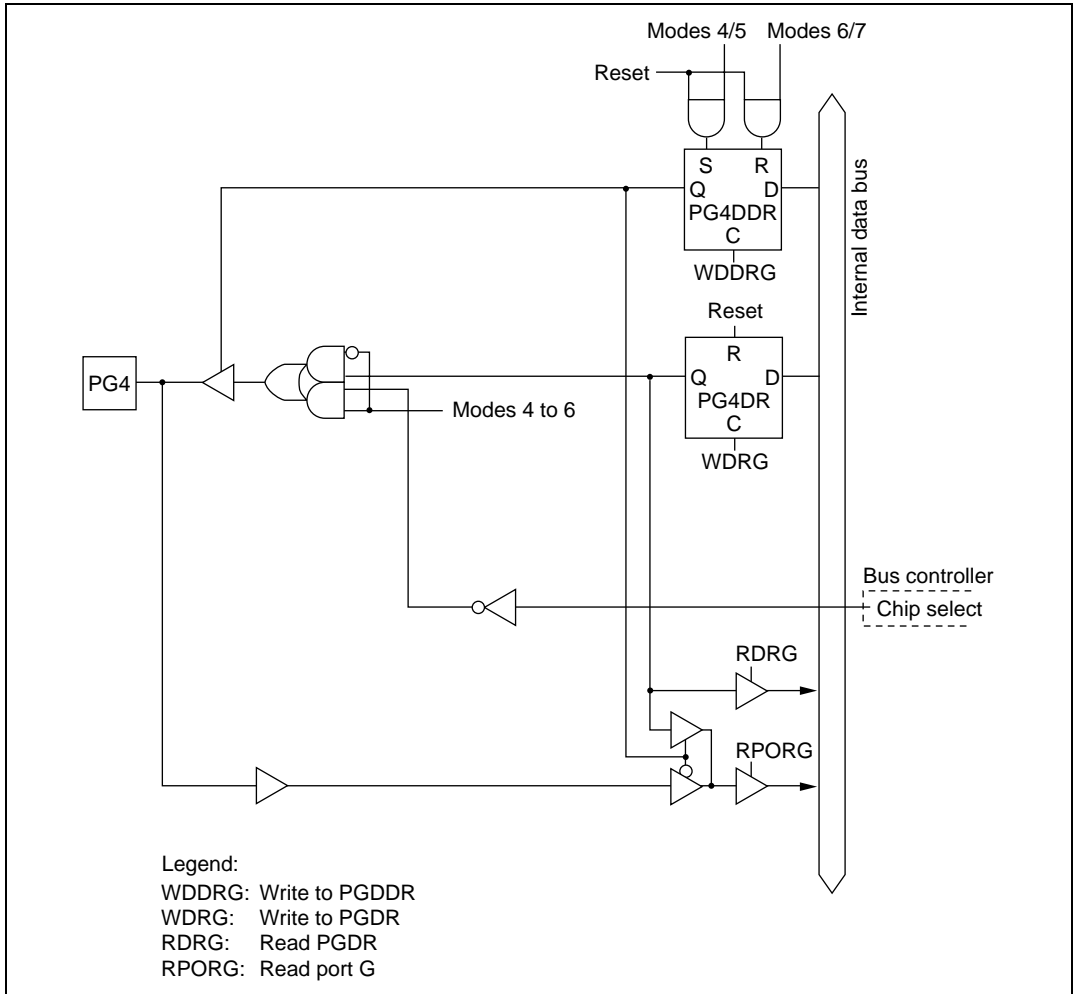 Modes 4/5 Modes 6/7
Reset
S R
Q D
PG4DDR
C
WDDRG
Internal data bus
Reset
R
PG4 Q D
PG4DR
C
Modes 4 to 6
WDRG
Bus controller
Chip select
RDRG
RPORG
Legend:
WDDRG: Write to PGDDR
WDRG: Write to PGDR
RDRG: Read PGDR
RPORG: Read port G